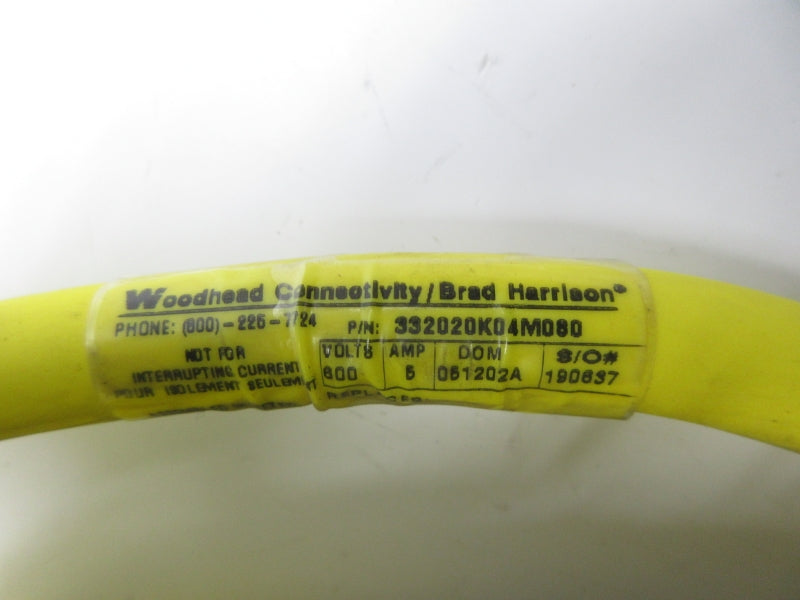 Woodhead Connectivity/Brad Harrison®
PHONE: (800)-225-7724 P/N: 332020K04M080
NOT FOR
INTERRUPTING CURRENT
POUR ISOLEMENT SEULEMENT
VOLTS AMP DOM S/O#
600 5 051202A 190637